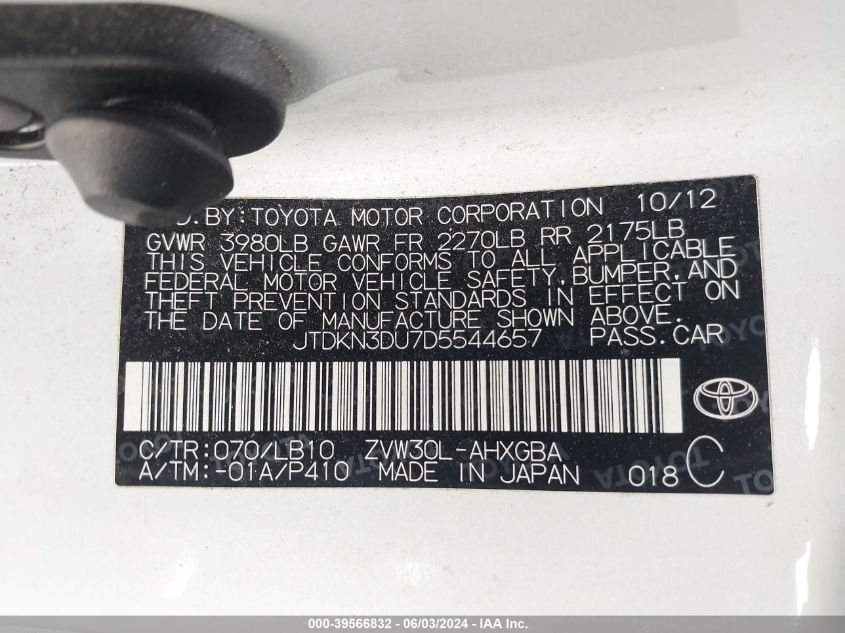 BY: TOYOTA MOTOR CORPORATION 10/12
GVWR 3980LB GAWR FR 2270LB RR 2175LB
THIS VEHICLE CONFORMS TO ALL APPLICABLE
FEDERAL MOTOR VEHICLE SAFETY, BUMPER, AND
THEFT PREVENTION STANDARDS IN EFFECT ON
THE DATE OF MANUFACTURE SHOWN ABOVE.
JTDKN3DU7D5544657 PASS.CAR
C/TR:070/LB10 ZVW30L-AHXGBA
A/TM:-01A/P410 MADE IN JAPAN 018 C
000-39566832 - 06/03/2024 - IAA Holdings, LLC.